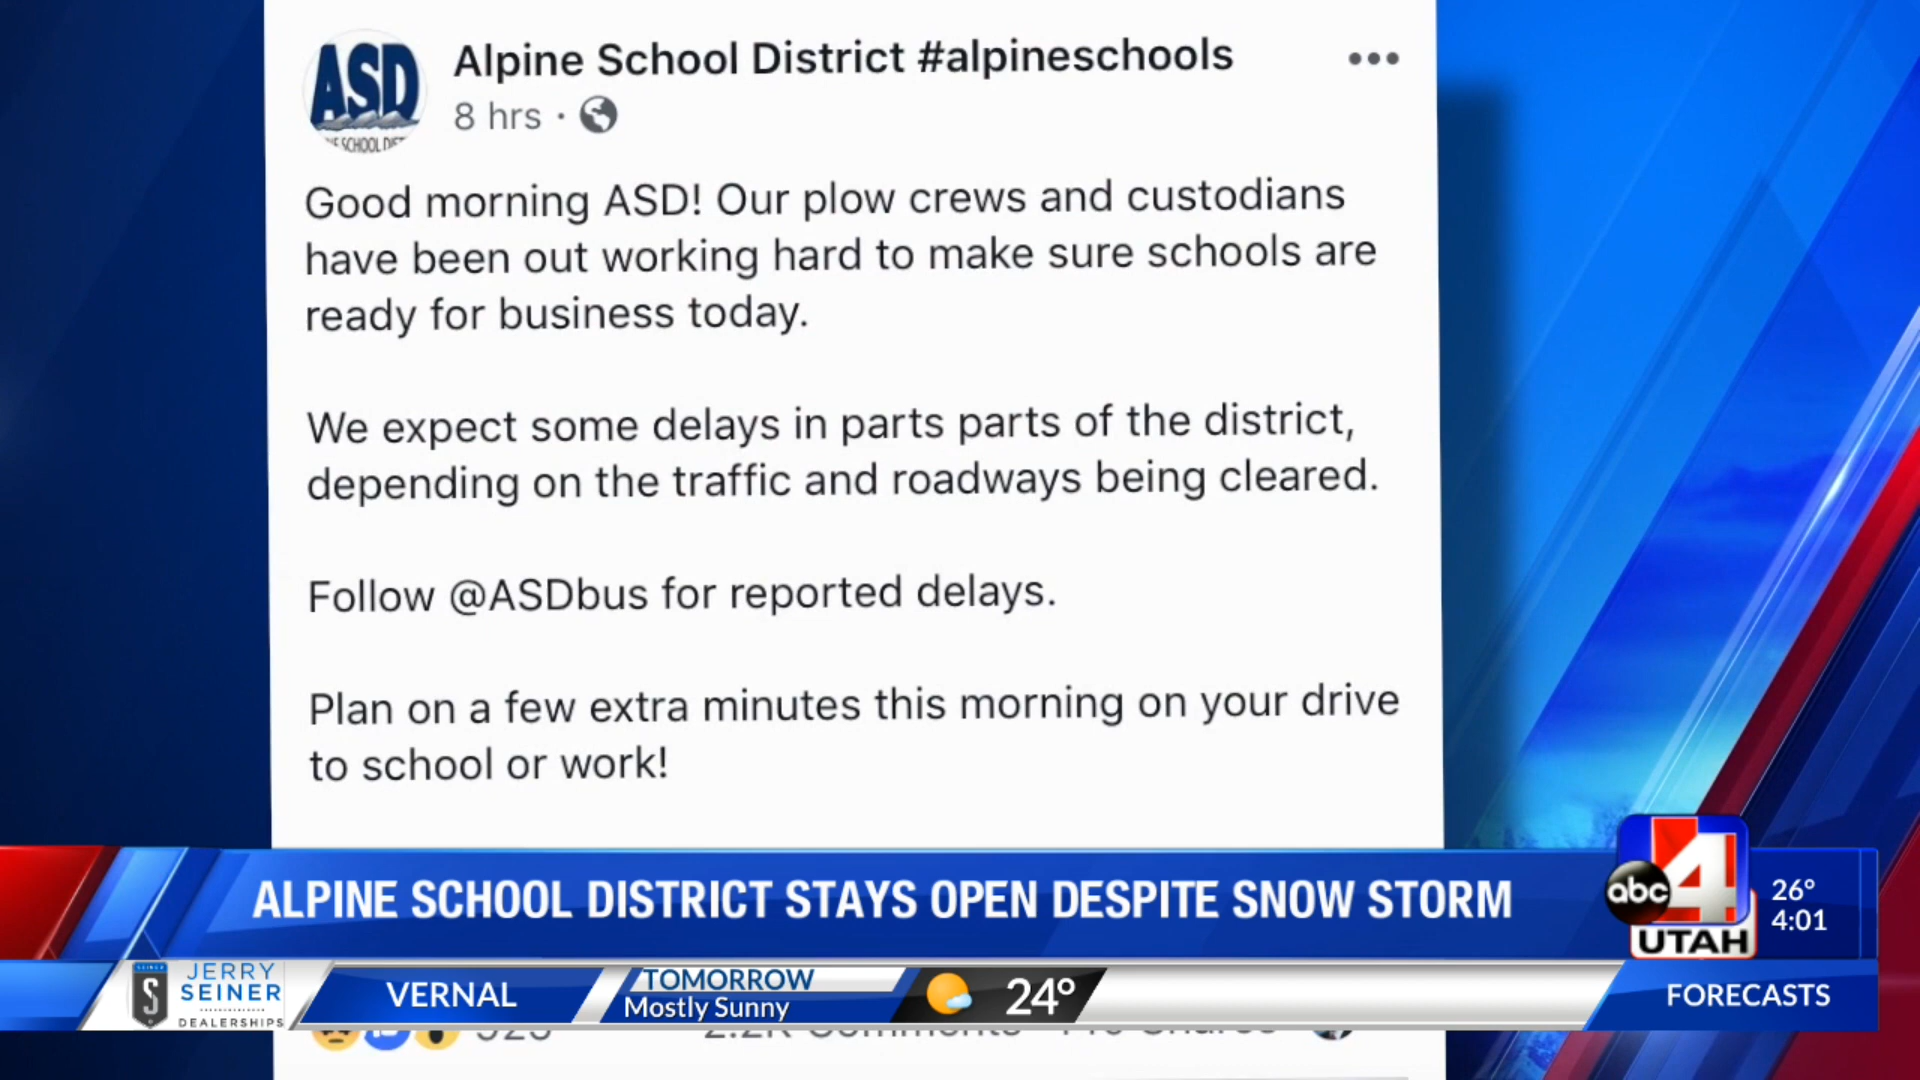 ASD
Alpine School District #alpineschools
8 hrs ·
Good morning ASD! Our plow crews and custodians
have been out working hard to make sure schools are
ready for business today.
We expect some delays in parts parts of the district,
depending on the traffic and roadways being cleared.
Follow @ASDbus for reported delays.
Plan on a few extra minutes this morning on your drive
to school or work!
ALPINE SCHOOL DISTRICT STAYS OPEN DESPITE SNOW STORM
abc 4
UTAH
26°
4:01
SEINER
S
JERRY
SEINER
DEALERSHIPS
VERNAL
TOMORROW
Mostly Sunny
24°
FORECASTS